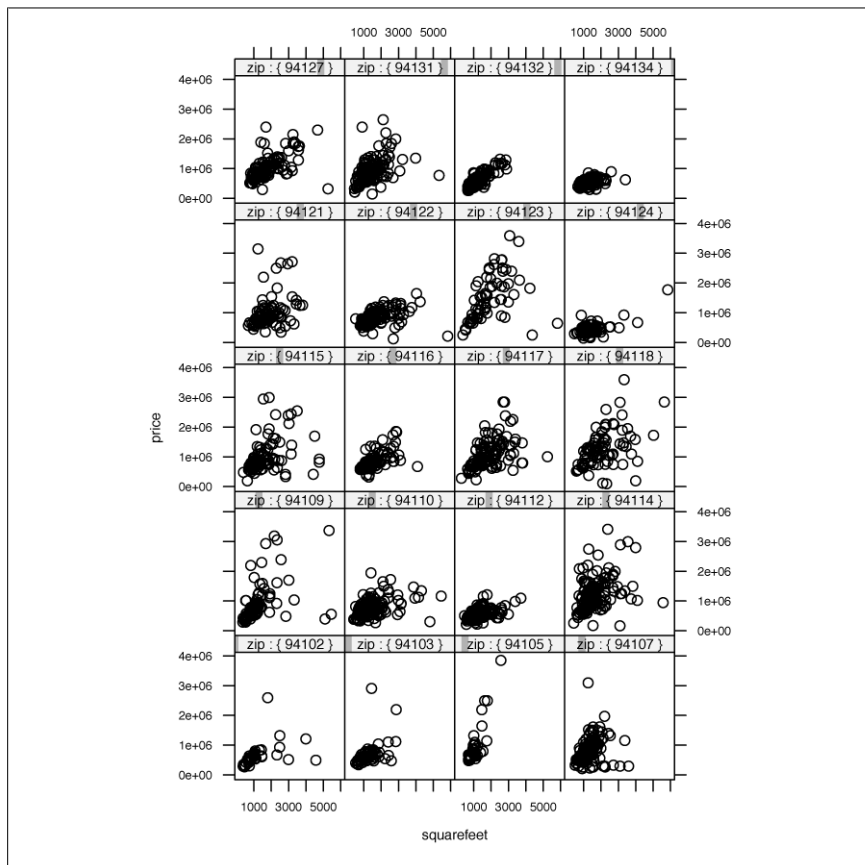 1000 3000 5000 1000 3000 5000
zip : { 94127 } zip : { 94131 } zip : { 94132 } zip : { 94134 }
4e+06
3e+06
2e+06
1e+06
0e+00
zip : { 94121 } zip : { 94122 } zip : { 94123 } zip : { 94124 }
4e+06
3e+06
2e+06
1e+06
0e+00
zip : { 94115 } zip : { 94116 } zip : { 94117 } zip : { 94118 }
4e+06
3e+06
2e+06
1e+06
0e+00
price
zip : { 94109 } zip : { 94110 } zip : { 94112 } zip : { 94114 }
4e+06
3e+06
2e+06
1e+06
0e+00
zip : { 94102 } zip : { 94103 } zip : { 94105 } zip : { 94107 }
4e+06
3e+06
2e+06
1e+06
0e+00
1000 3000 5000 1000 3000 5000
squarefeet